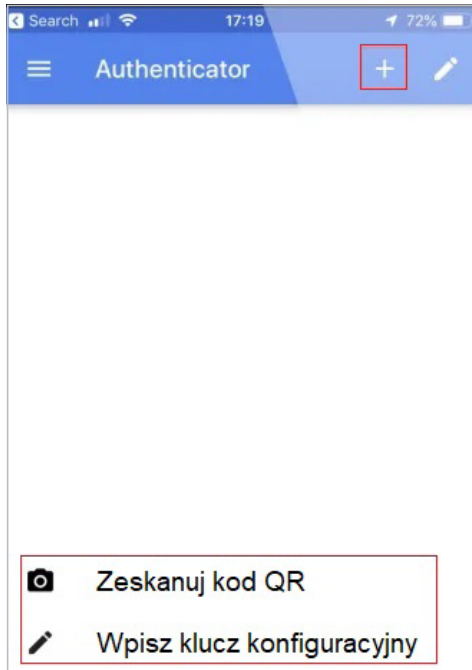 Search 17:19 72%
Authenticator
Zeskanuj kod QR
Wpisz klucz konfiguracyjny